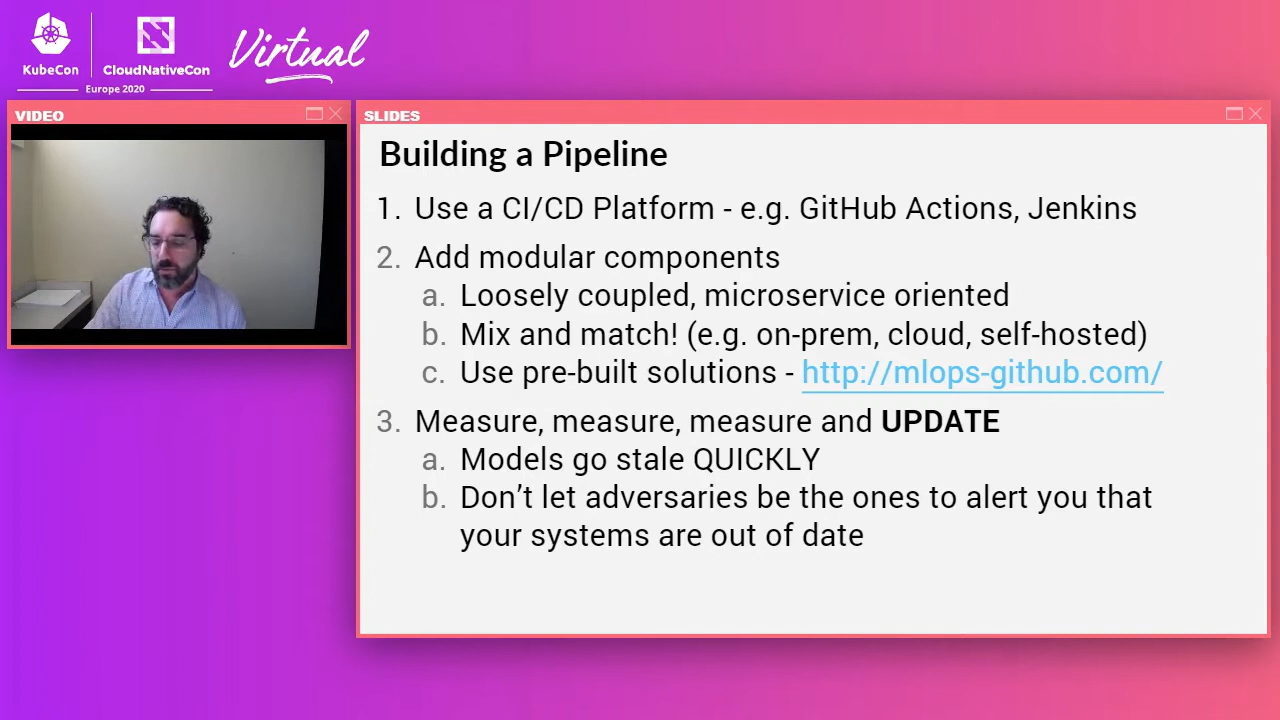 KubeCon
CloudNativeCon
Virtual
Europe 2020
VIDEO
SLIDES
Building a Pipeline
1. Use a CI/CD Platform - e.g. GitHub Actions, Jenkins
2. Add modular components
a. Loosely coupled, microservice oriented
b. Mix and match! (e.g. on-prem, cloud, self-hosted)
c. Use pre-built solutions - http://mlops-github.com/
3. Measure, measure, measure and UPDATE
a. Models go stale QUICKLY
b. Don’t let adversaries be the ones to alert you that
your systems are out of date